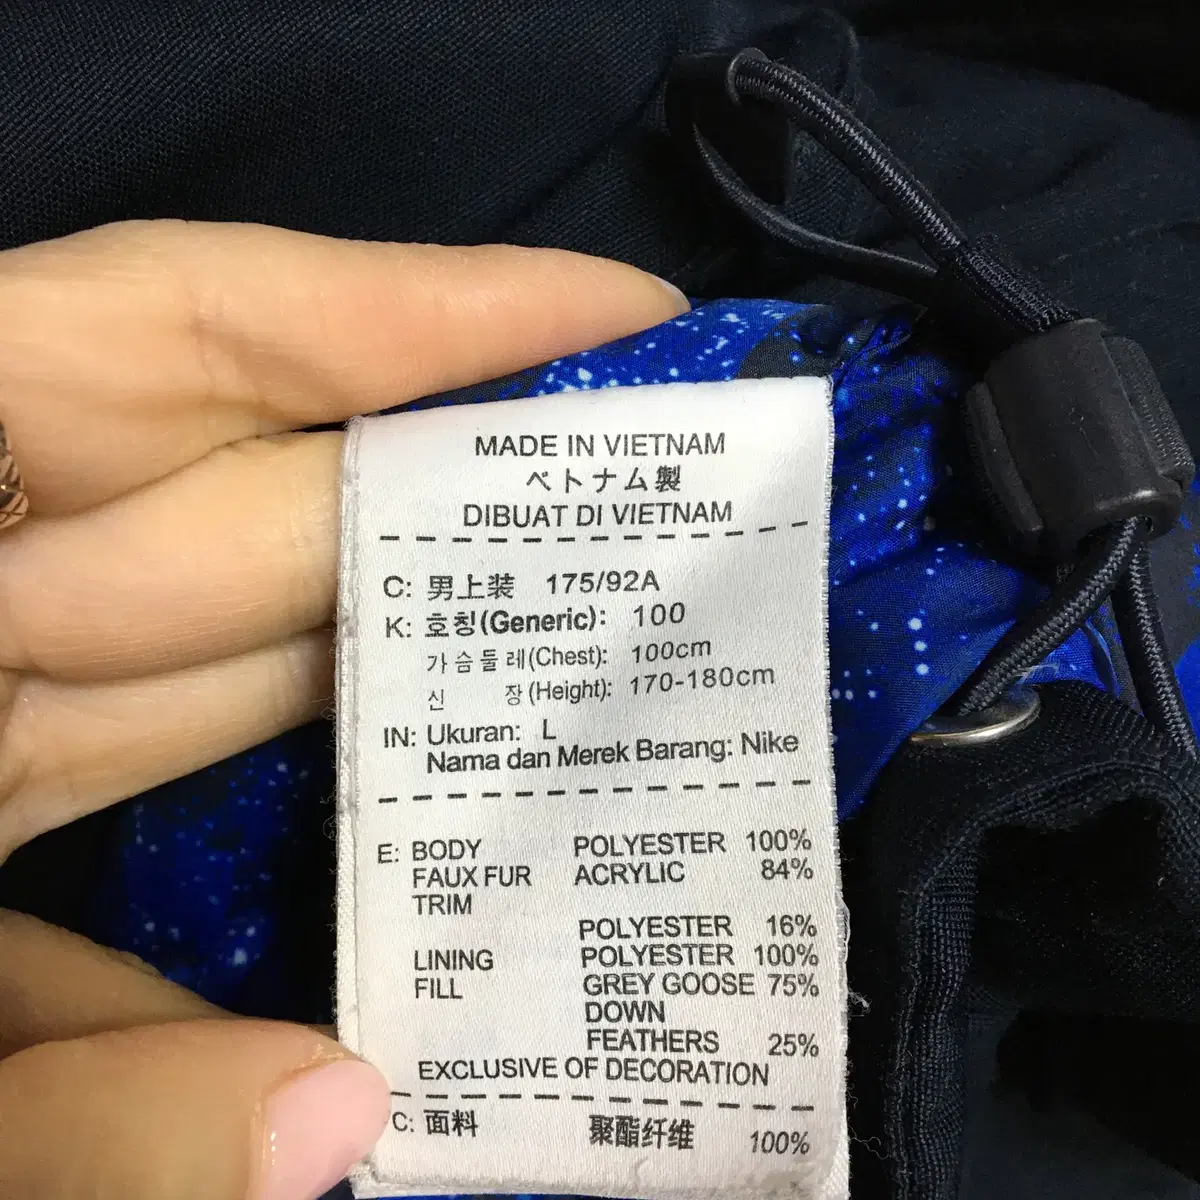 MADE IN VIETNAM
ベトナム製
DIBUAT DI VIETNAM
C: 男上装 175/92A
K: 호칭(Generic): 100
가슴둘레(Chest): 100cm
신 장(Height): 170-180cm
IN: Ukuran: L
Nama dan Merek Barang: Nike
E: BODY POLYESTER 100%
FAUX FUR ACRYLIC 84%
TRIM
POLYESTER 16%
LINING POLYESTER 100%
FILL GREY GOOSE 75%
DOWN
FEATHERS 25%
EXCLUSIVE OF DECORATION
C: 面料 聚酯纤维 100%